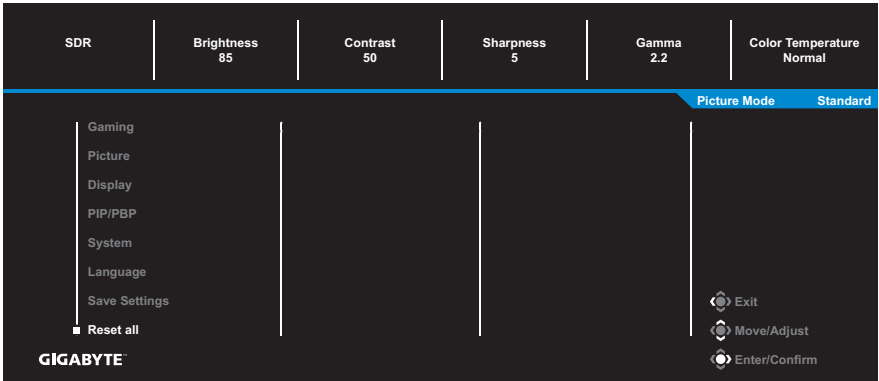 SDR
Brightness
85
Contrast
50
Sharpness
5
Gamma
2.2
Color Temperature
Normal
Picture Mode Standard
Gaming
Picture
Display
PIP/PBP
System
Language
Save Settings
Reset all
Exit
Move/Adjust
Enter/Confirm
GIGABYTE™